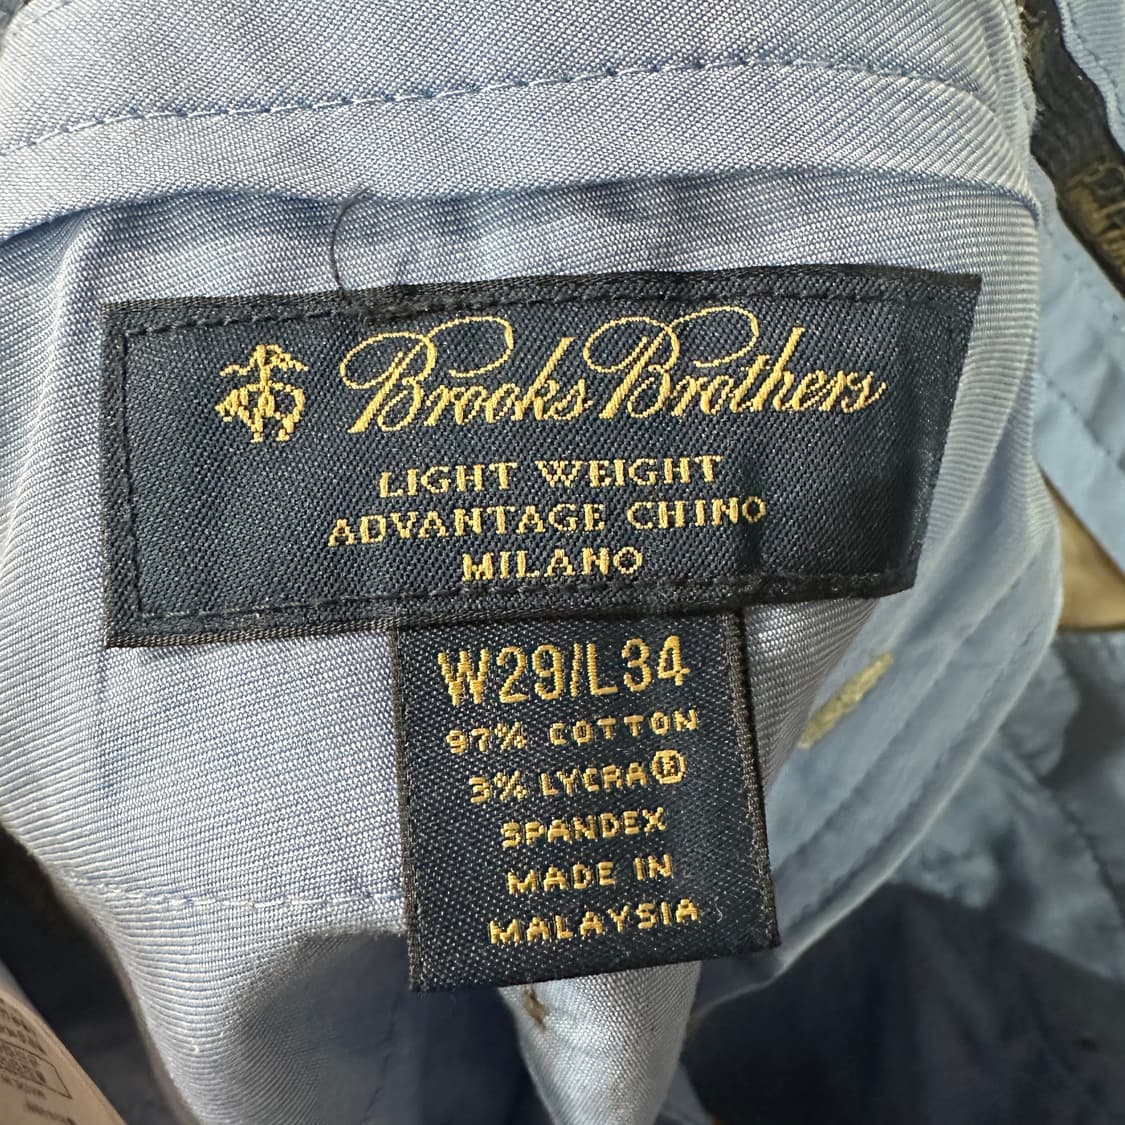 Brooks Brothers
LIGHT WEIGHT
ADVANTAGE CHINO
MILANO
W29/L34
97% COTTON
3% LYCRA®
SPANDEX
MADE IN
MALAYSIA